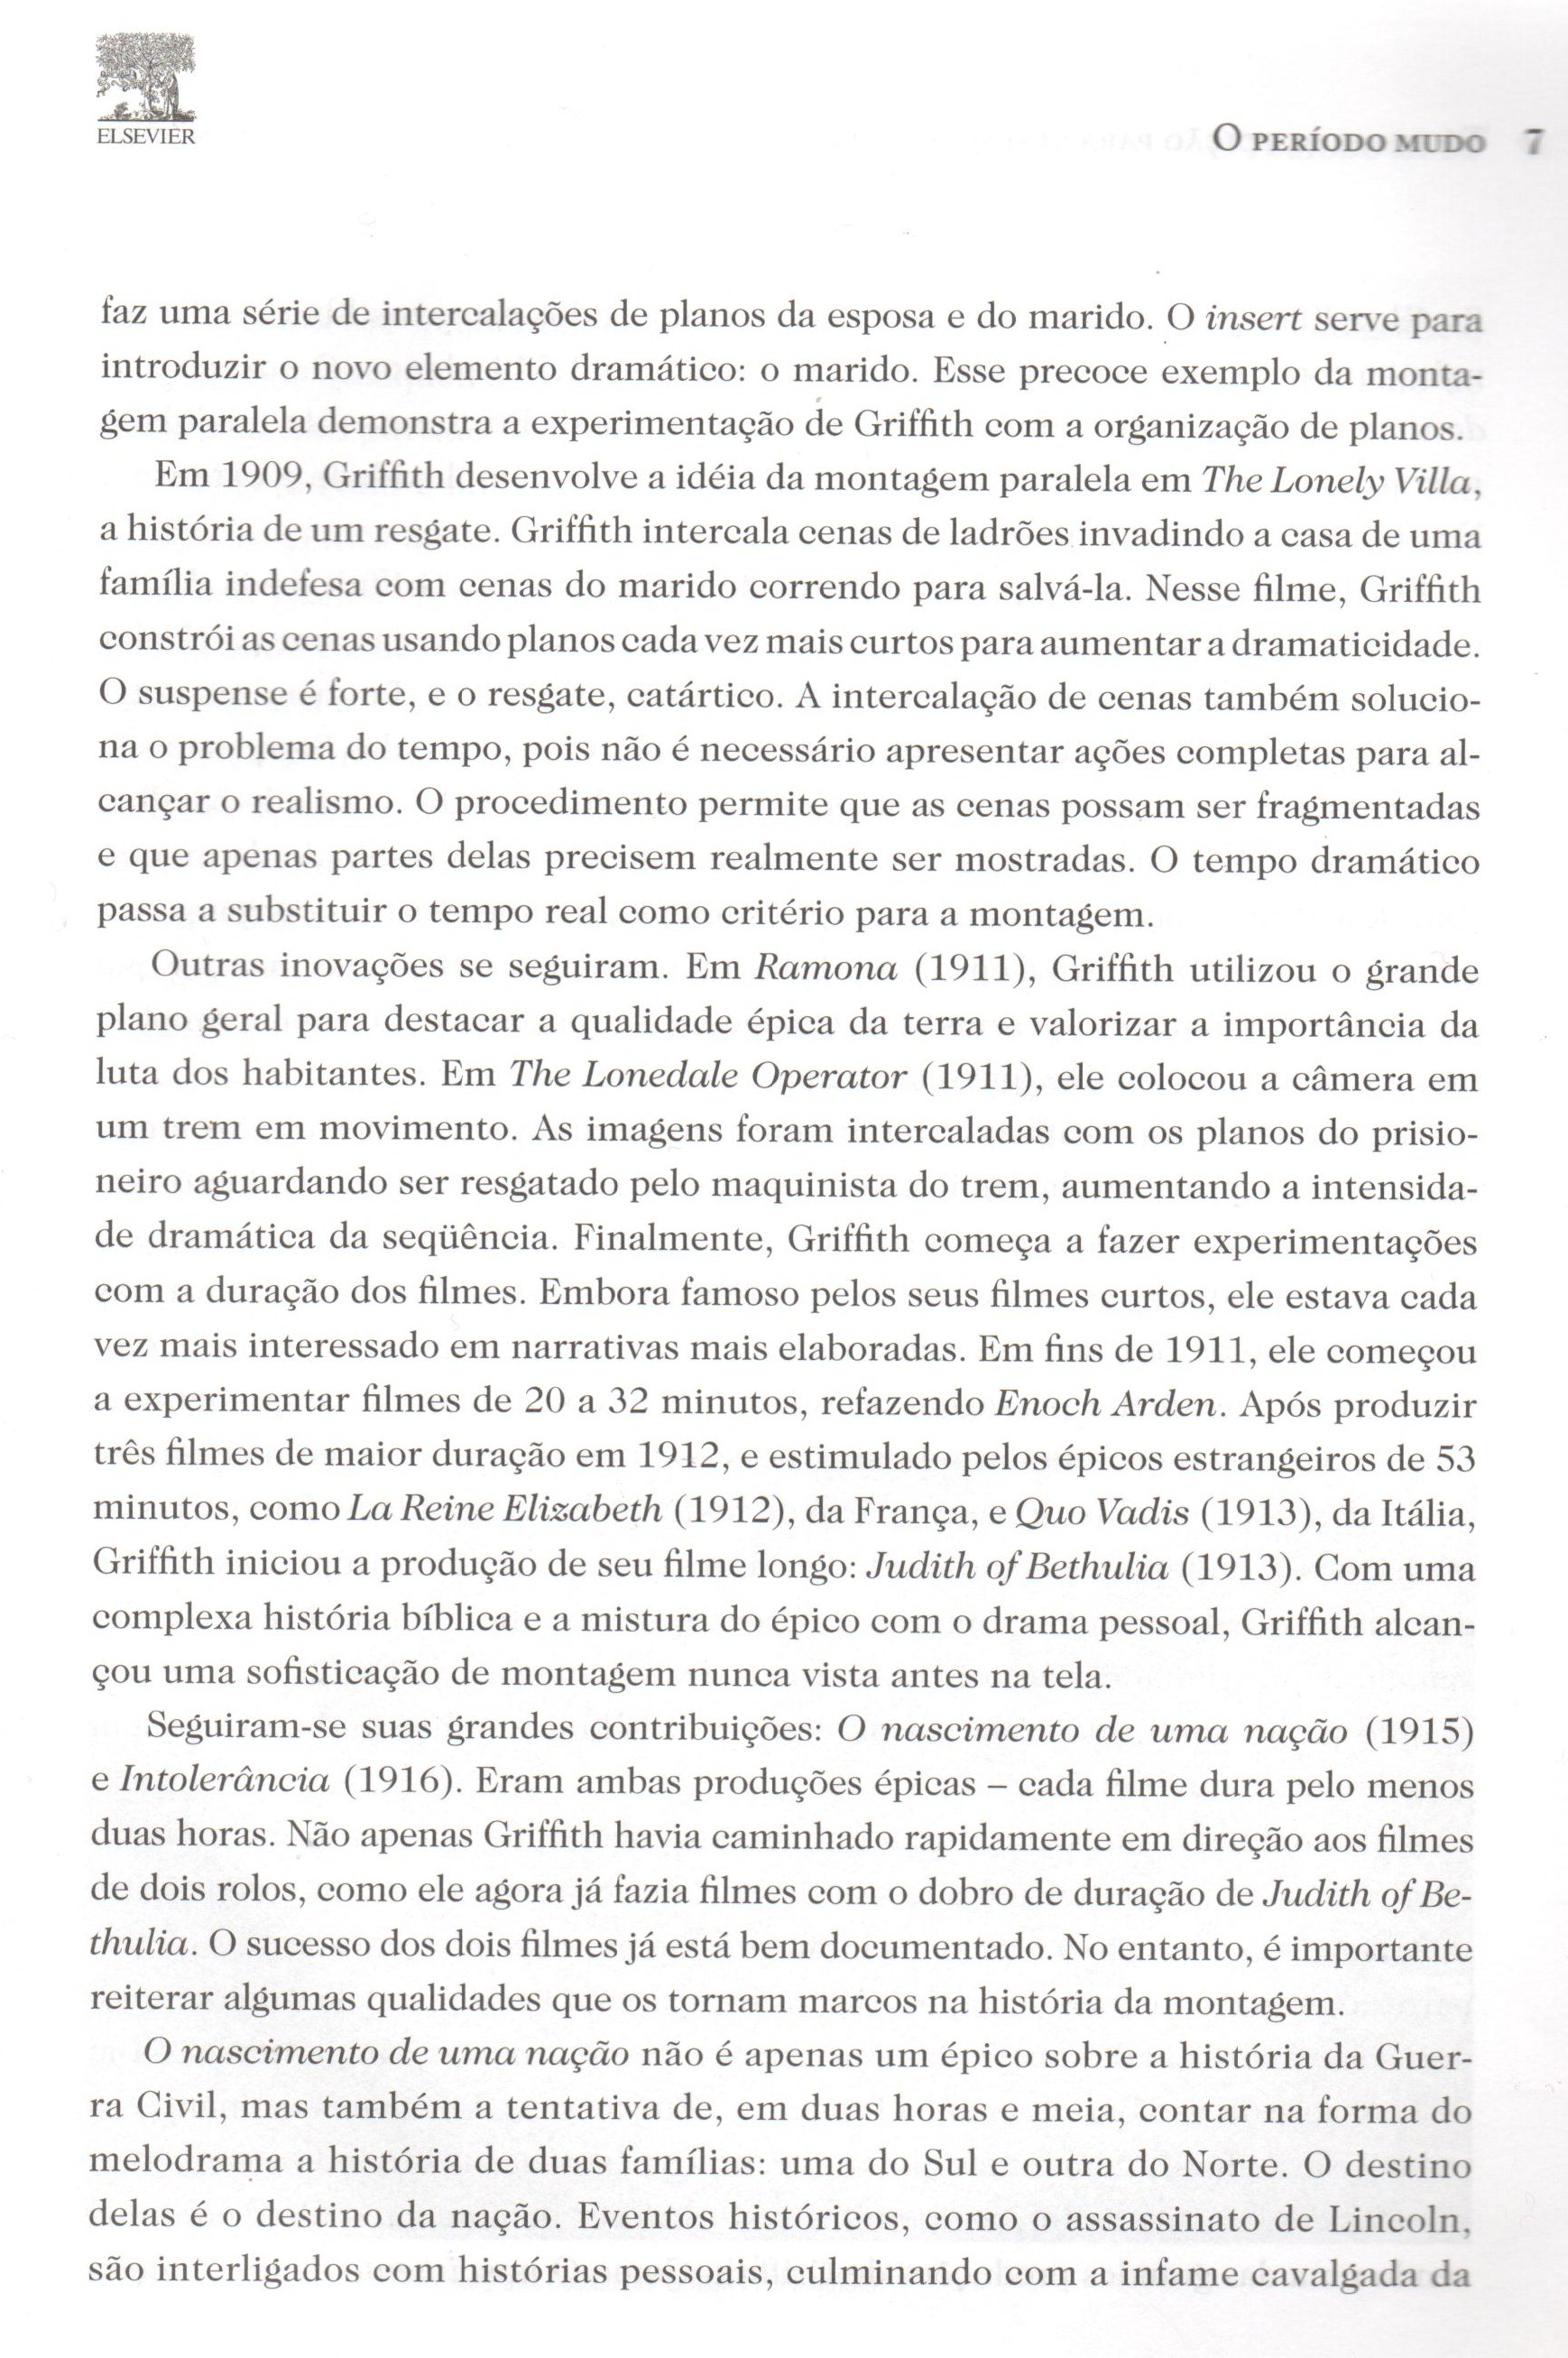 ELSEVIER
O PERÍODO MUDO 7
faz uma série de intercalações de planos da esposa e do marido. O insert serve para
introduzir o novo elemento dramático: o marido. Esse precoce exemplo da monta-
gem paralela demonstra a experimentação de Griffith com a organização de planos.
Em 1909, Griffith desenvolve a idéia da montagem paralela em The Lonely Villa,
a história de um resgate. Griffith intercala cenas de ladrões invadindo a casa de uma
família indefesa com cenas do marido correndo para salvá-la. Nesse filme, Griffith
constrói as cenas usando planos cada vez mais curtos para aumentar a dramaticidade.
O suspense é forte, e o resgate, catártico. A intercalação de cenas também solucio-
na o problema do tempo, pois não é necessário apresentar ações completas para al-
cançar o realismo. O procedimento permite que as cenas possam ser fragmentadas
e que apenas partes delas precisem realmente ser mostradas. O tempo dramático
passa a substituir o tempo real como critério para a montagem.
Outras inovações se seguiram. Em Ramona (1911), Griffith utilizou o grande
plano geral para destacar a qualidade épica da terra e valorizar a importância da
luta dos habitantes. Em The Lonedale Operator (1911), ele colocou a câmera em
um trem em movimento. As imagens foram intercaladas com os planos do prisio-
neiro aguardando ser resgatado pelo maquinista do trem, aumentando a intensida-
de dramática da seqüência. Finalmente, Griffith começa a fazer experimentações
com a duração dos filmes. Embora famoso pelos seus filmes curtos, ele estava cada
vez mais interessado em narrativas mais elaboradas. Em fins de 1911, ele começou
a experimentar filmes de 20 a 32 minutos, refazendo Enoch Arden. Após produzir
três filmes de maior duração em 1912, e estimulado pelos épicos estrangeiros de 53
minutos, como La Reine Elizabeth (1912), da França, e Quo Vadis (1913), da Itália,
Griffith iniciou a produção de seu filme longo: Judith of Bethulia (1913). Com uma
complexa história bíblica e a mistura do épico com o drama pessoal, Griffith alcan-
çou uma sofisticação de montagem nunca vista antes na tela.
Seguiram-se suas grandes contribuições: O nascimento de uma nação (1915)
e Intolerância (1916). Eram ambas produções épicas – cada filme dura pelo menos
duas horas. Não apenas Griffith havia caminhado rapidamente em direção aos filmes
de dois rolos, como ele agora já fazia filmes com o dobro de duração de Judith of Be-
thulia. O sucesso dos dois filmes já está bem documentado. No entanto, é importante
reiterar algumas qualidades que os tornam marcos na história da montagem.
O nascimento de uma nação não é apenas um épico sobre a história da Guer-
ra Civil, mas também a tentativa de, em duas horas e meia, contar na forma do
melodrama a história de duas famílias: uma do Sul e outra do Norte. O destino
delas é o destino da nação. Eventos históricos, como o assassinato de Lincoln,
são interligados com histórias pessoais, culminando com a infame cavalgada da